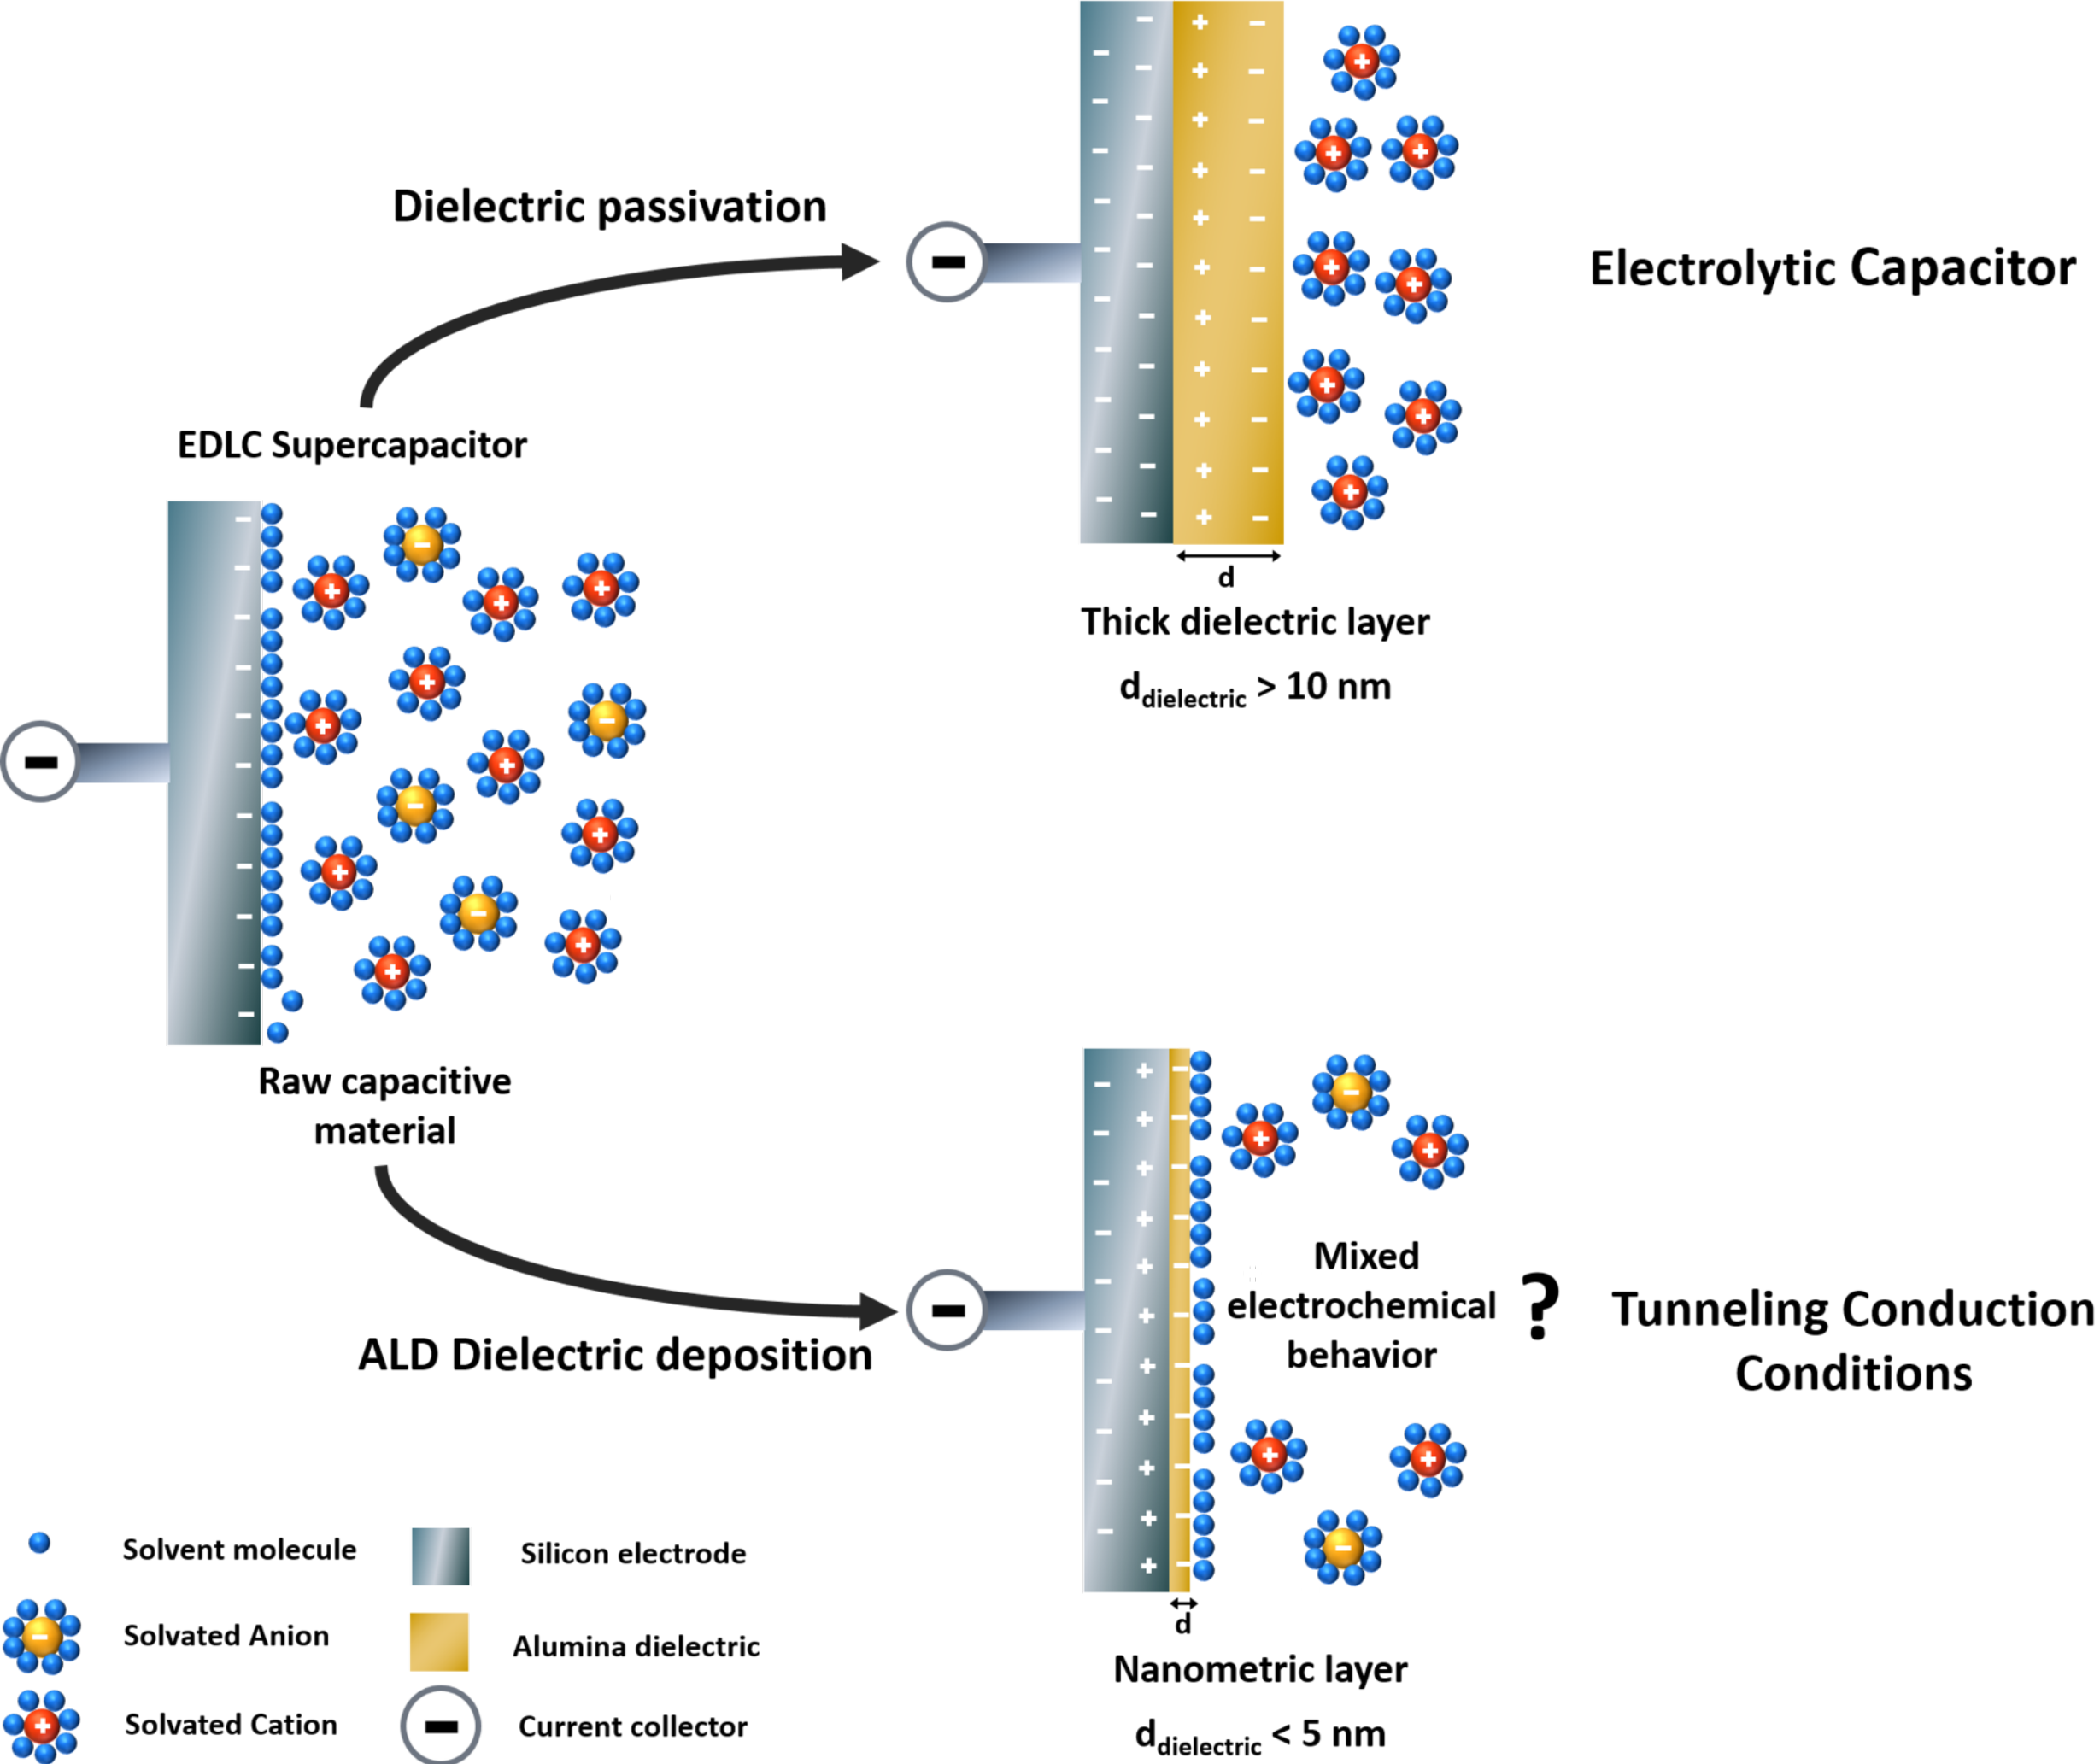 Dielectric passivation
Electrolytic Capacitor
EDLC Supercapacitor
d
Thick dielectric layer
d_dielectric > 10 nm
Raw capacitive
material
ALD Dielectric deposition
Mixed
electrochemical
behavior
?
Tunneling Conduction
Conditions
d
Nanometric layer
d_dielectric < 5 nm
Solvent molecule
Silicon electrode
Solvated Anion
Alumina dielectric
Solvated Cation
Current collector